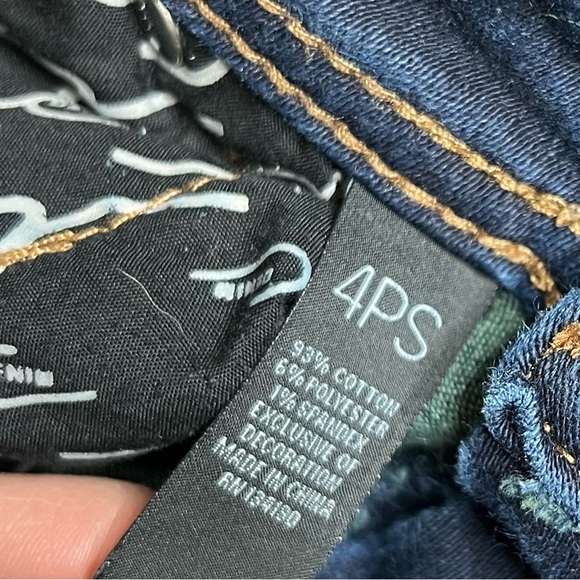 4PS
93% COTTON
6% POLYESTER
1% SPANDEX
EXCLUSIVE OF
DECORATION
MADE IN CHINA